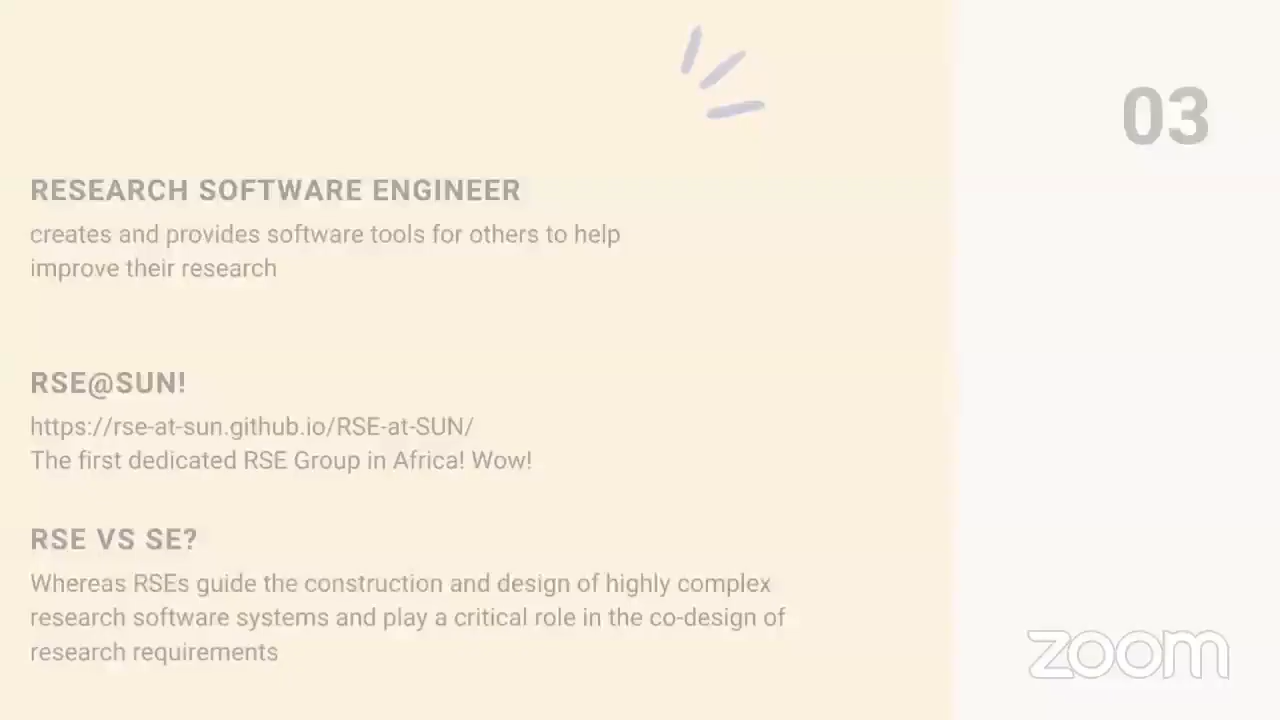 03
RESEARCH SOFTWARE ENGINEER
creates and provides software tools for others to help
improve their research
RSE@SUN!
https://rse-at-sun.github.io/RSE-at-SUN/
The first dedicated RSE Group in Africa! Wow!
RSE VS SE?
Whereas RSEs guide the construction and design of highly complex
research software systems and play a critical role in the co-design of
research requirements
zoom